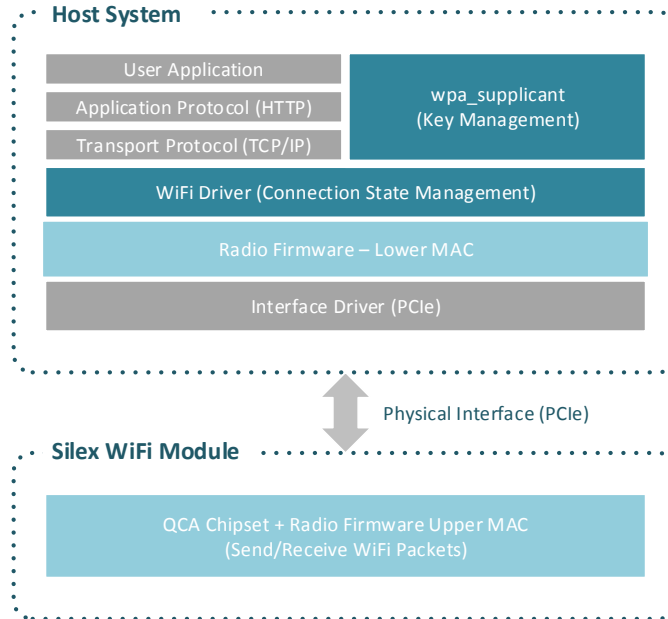 Host System
User Application
Application Protocol (HTTP)
Transport Protocol (TCP/IP)
wpa_supplicant
(Key Management)
WiFi Driver (Connection State Management)
Radio Firmware – Lower MAC
Interface Driver (PCIe)
Physical Interface (PCIe)
Silex WiFi Module
QCA Chipset + Radio Firmware Upper MAC
(Send/Receive WiFi Packets)